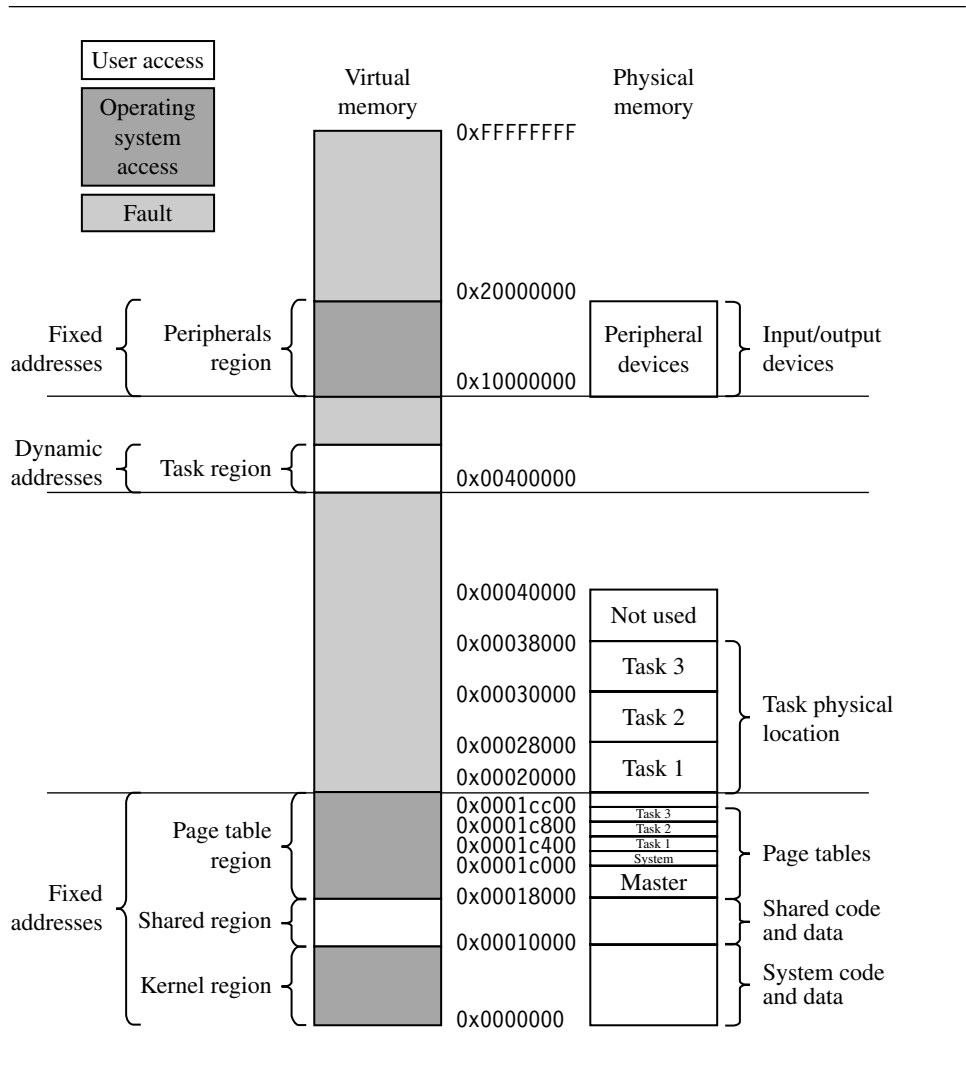 User access
Operating
system
access
Fault
Virtual
memory
Physical
memory
0xFFFFFFFF
0x20000000
Fixed
addresses
Peripherals
region
Peripheral
devices
Input/output
devices
0x10000000
Dynamic
addresses
Task region
0x00400000
0x00040000
Not used
0x00038000
Task 3
0x00030000
Task 2
Task physical
location
0x00028000
Task 1
0x00020000
0x0001cc00
Task 3
0x0001c800
Task 2
0x0001c400
Task 1
System
0x0001c000
Master
Page table
region
Page tables
0x00018000
Fixed
addresses
Shared region
Shared code
and data
0x00010000
Kernel region
System code
and data
0x0000000